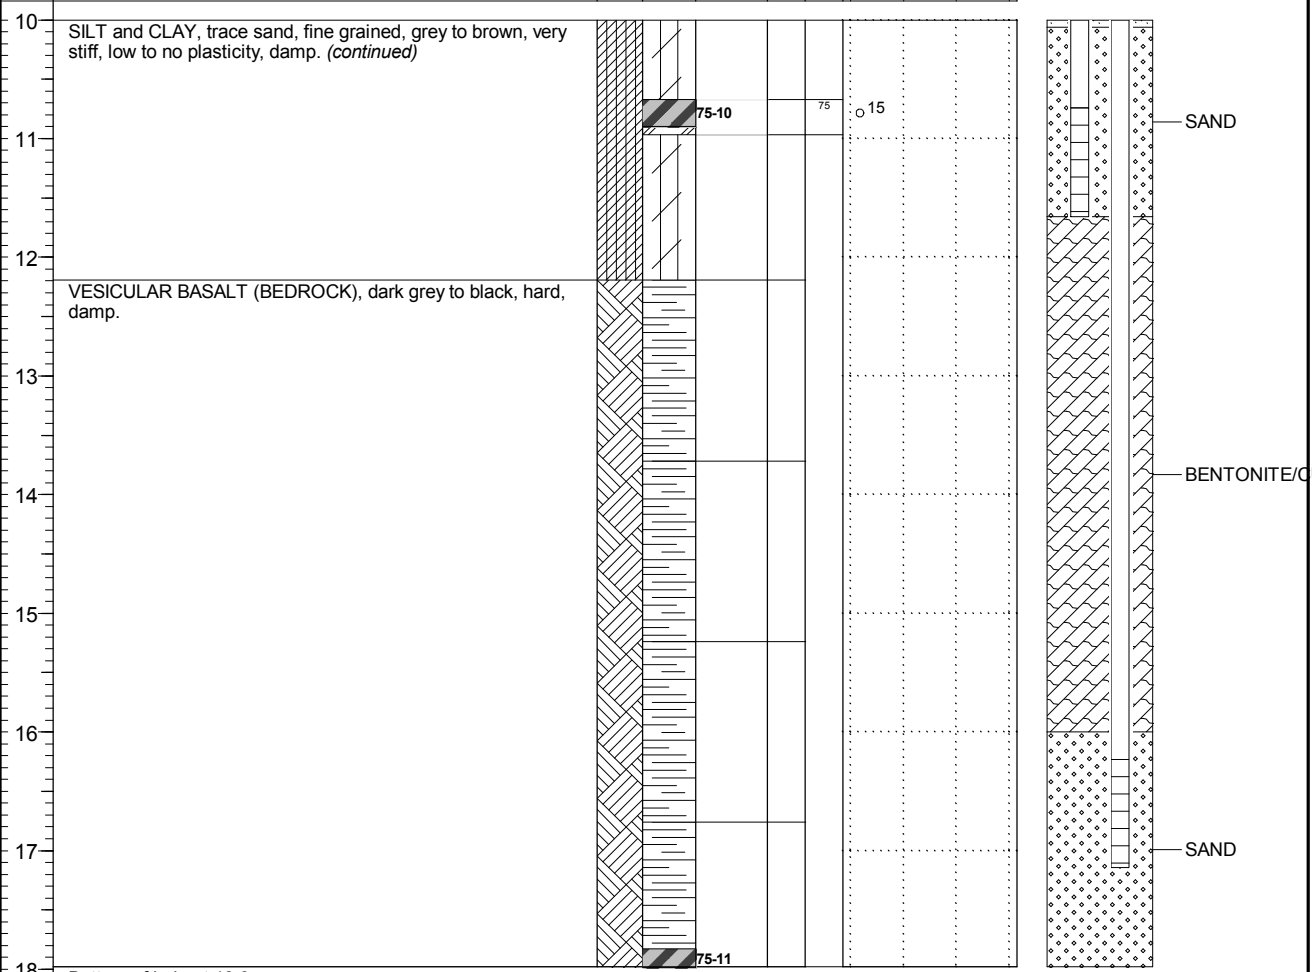 10
SILT and CLAY, trace sand, fine grained, grey to brown, very
stiff, low to no plasticity, damp. (continued)
75-10
75
15
SAND
11
12
VESICULAR BASALT (BEDROCK), dark grey to black, hard,
damp.
13
BENTONITE/
14
15
16
17
SAND
75-11
18